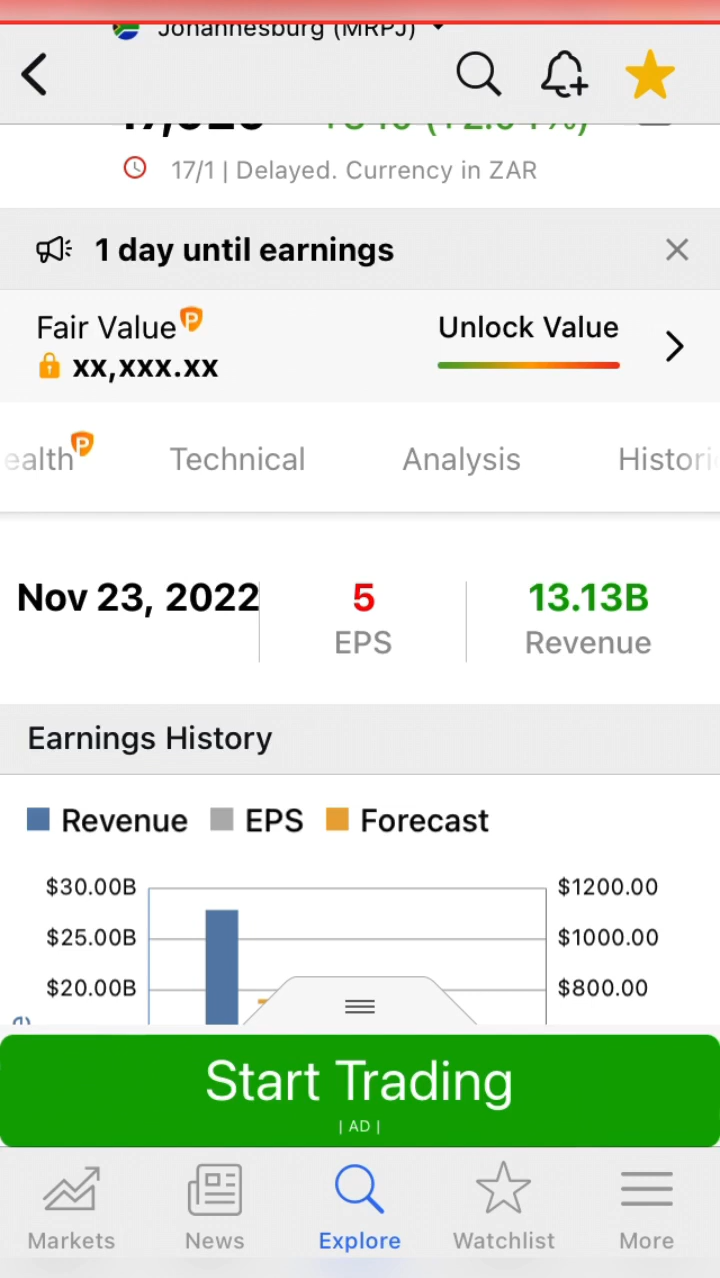 Johannesburg (MRPJ)
17/1 | Delayed. Currency in ZAR
1 day until earnings
Fair Value P
Unlock Value
xx,xxx.xx
ealth P Technical Analysis Histori
Nov 23, 2022 5 13.13B
EPS Revenue
Earnings History
Revenue EPS Forecast
$30.00B $1200.00
$25.00B $1000.00
$20.00B $800.00
Start Trading
| AD |
Markets News Explore Watchlist More